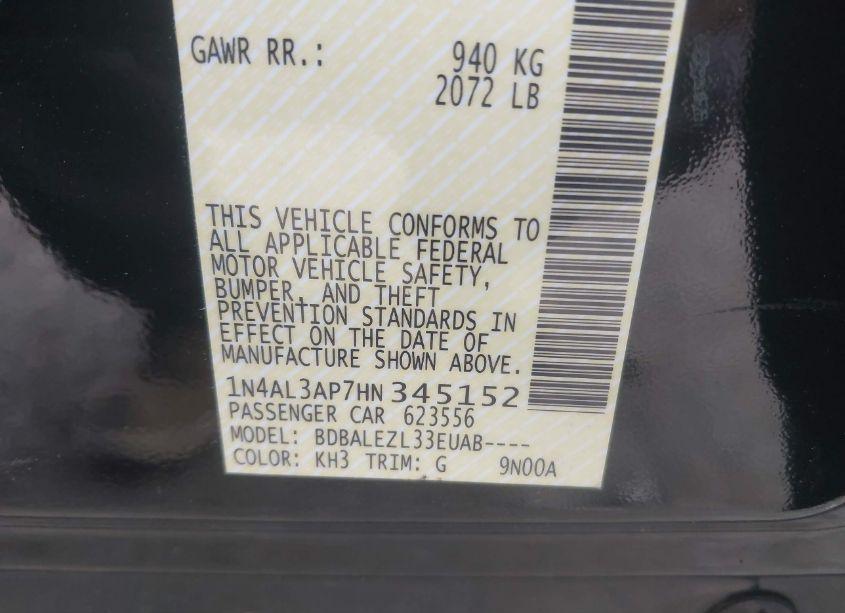 GAWR RR.: 940 KG
2072 LB
THIS VEHICLE CONFORMS TO
ALL APPLICABLE FEDERAL
MOTOR VEHICLE SAFETY,
BUMPER, AND THEFT
PREVENTION STANDARDS IN
EFFECT ON THE DATE OF
MANUFACTURE SHOWN ABOVE.
1N4AL3AP7HN 345152
PASSENGER CAR 623556
MODEL: BDBALEZL33EUAB----
COLOR: KH3 TRIM: G 9N00A